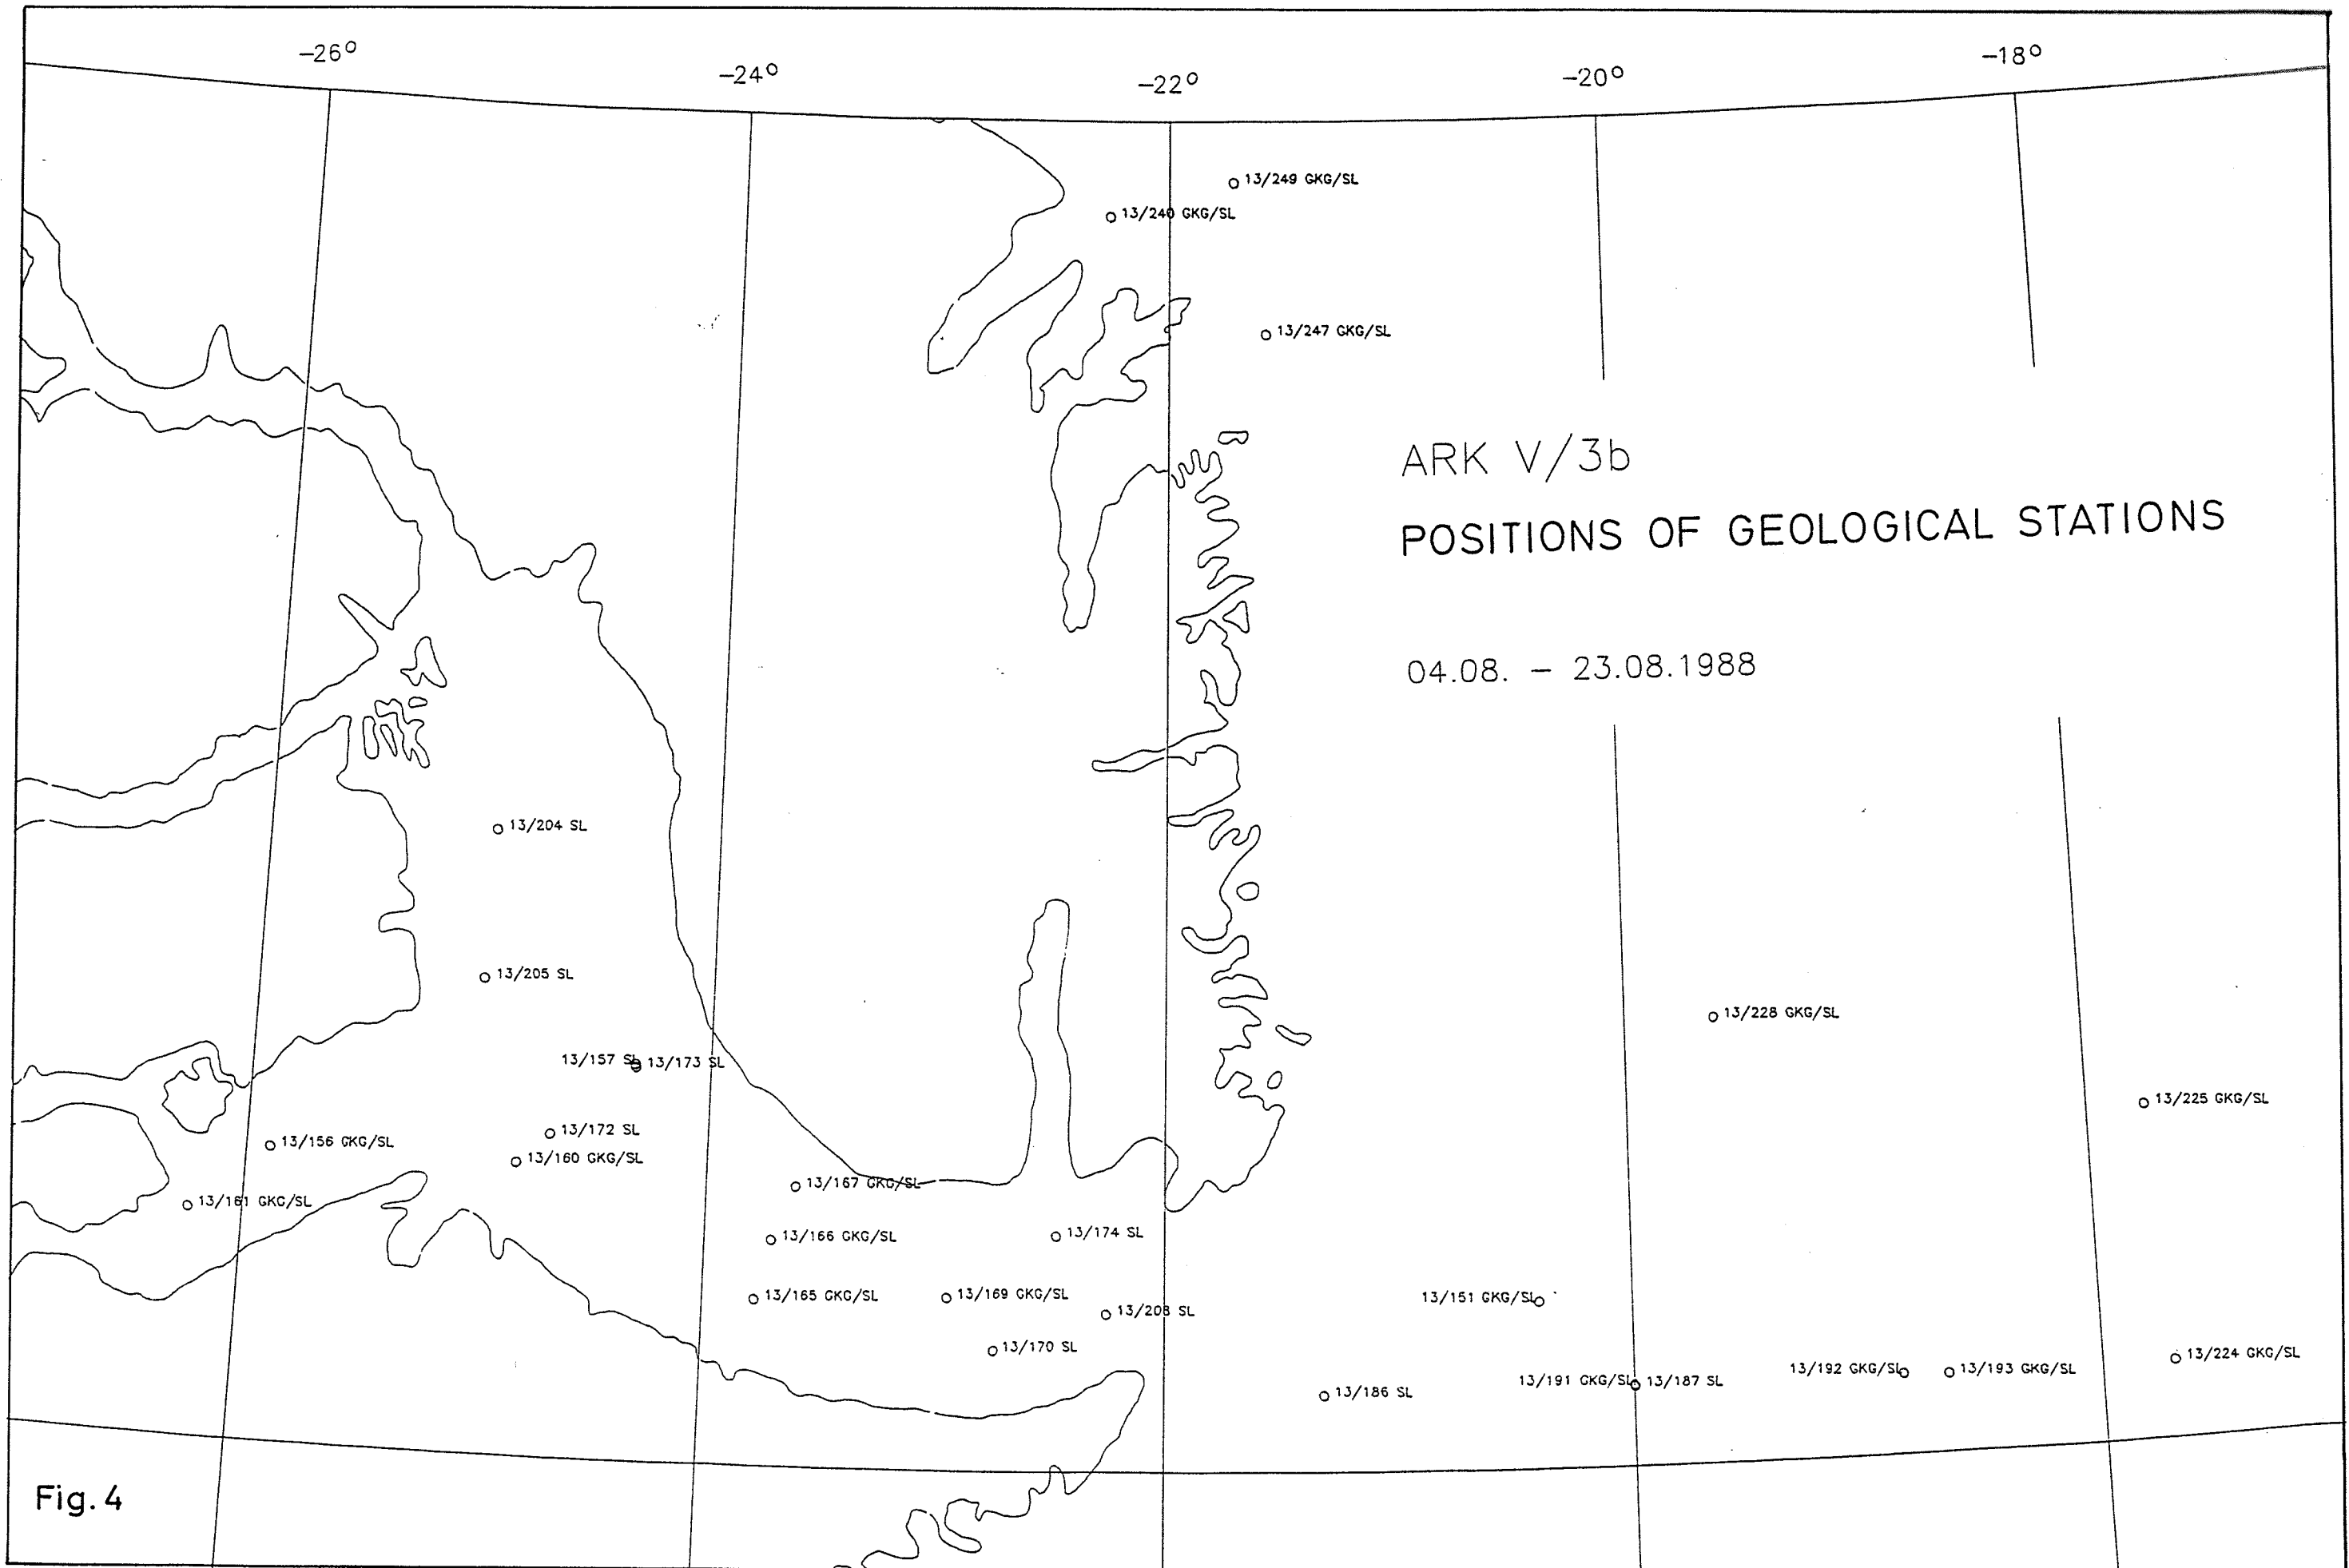 -26°
-24°
-22°
-20°
-18°
13/249 GKG/SL
13/240 GKG/SL
13/247 GKG/SL
ARK V/3b
POSITIONS OF GEOLOGICAL STATIONS
04.08. – 23.08.1988
13/204 SL
13/205 SL
13/228 GKG/SL
13/157 SL
13/173 SL
13/225 GKG/SL
13/172 SL
13/156 GKG/SL
13/160 GKG/SL
13/167 GKG/SL
13/161 GKG/SL
13/166 GKG/SL
13/174 SL
13/165 GKG/SL
13/169 GKG/SL
13/151 GKG/SL
13/208 SL
13/170 SL
13/224 GKG/SL
13/192 GKG/SL
13/193 GKG/SL
13/191 GKG/SL
13/187 SL
13/186 SL
Fig. 4